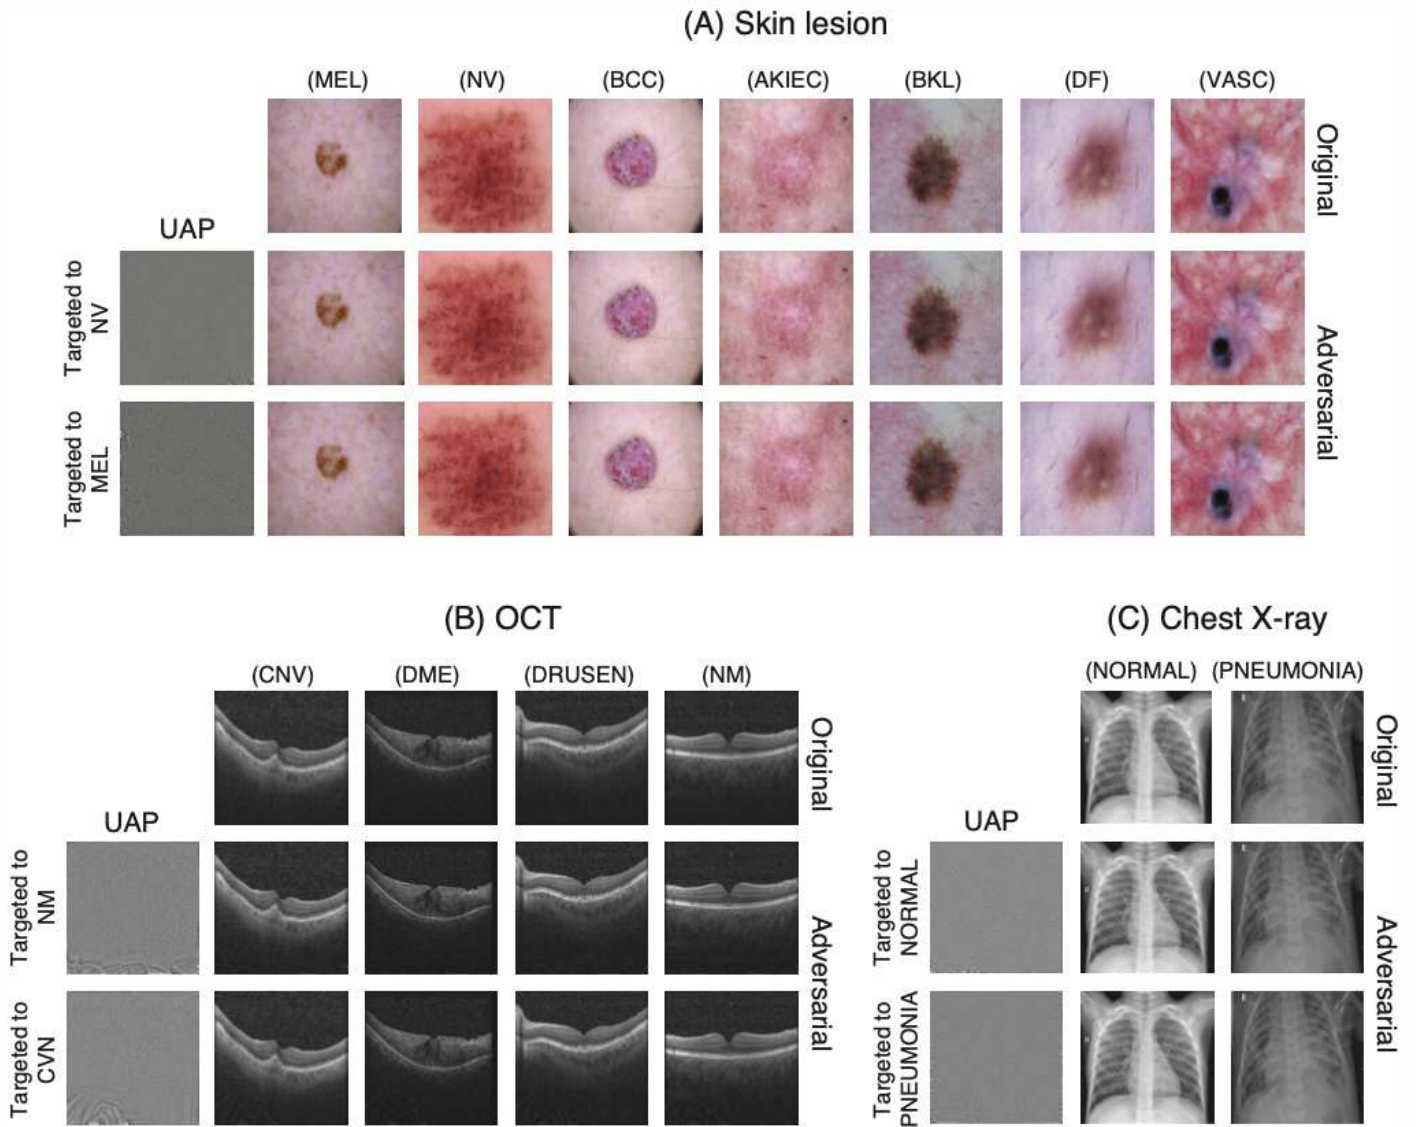 (A) Skin lesion
(MEL) (NV) (BCC) (AKIEC) (BKL) (DF) (VASC)
Original
UAP
Targeted to
NV
Adversarial
Targeted to
MEL
(B) OCT
(CNV) (DME) (DRUSEN) (NM)
Original
UAP
Targeted to
NM
Adversarial
Targeted to
CVN
(C) Chest X-ray
(NORMAL) (PNEUMONIA)
Original
UAP
Targeted to
NORMAL
Adversarial
Targeted to
PNEUMONIA